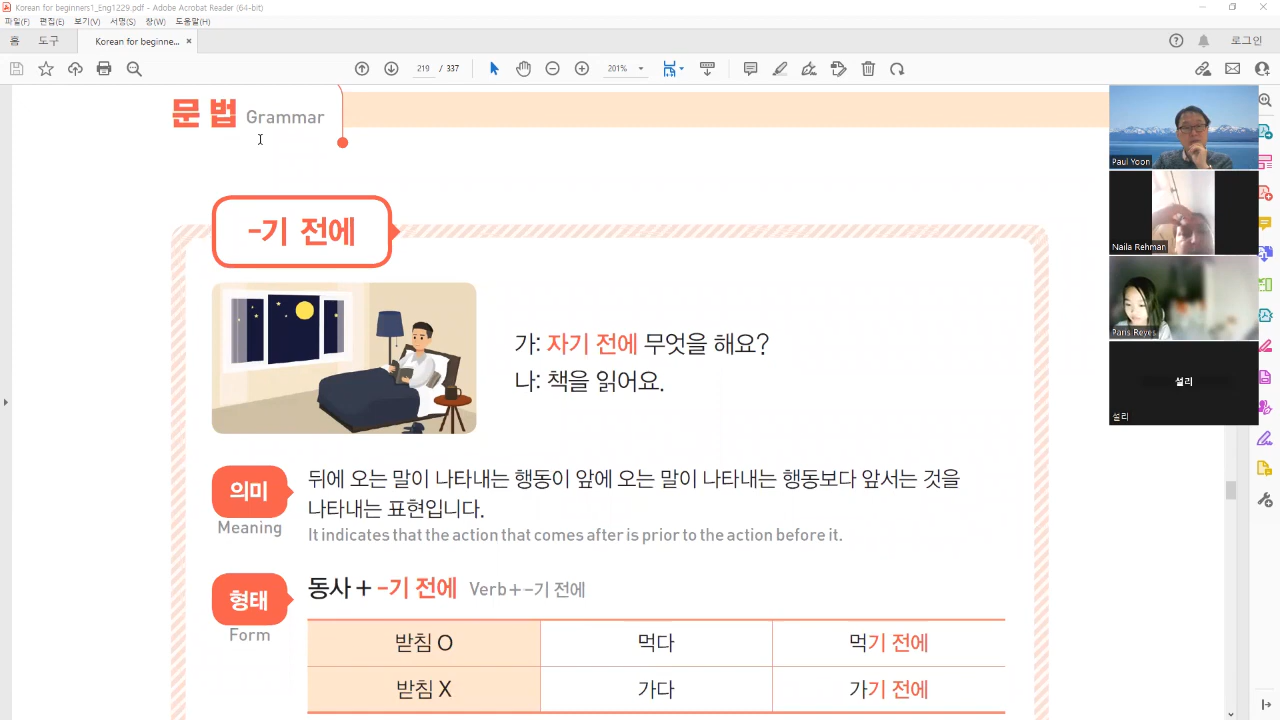 Korean for beginners1_Eng1229.pdf - Adobe Acrobat Reader (64-bit)
파일(F) 편집(E) 보기(V) 서명(S) 창(W) 도움말(H)
홈 도구 Korean for beginne... × 로그인
219 / 337 201%
문 법 Grammar
-기 전에
가: 자기 전에 무엇을 해요?
나: 책을 읽어요.
의미
Meaning
뒤에 오는 말이 나타내는 행동이 앞에 오는 말이 나타내는 행동보다 앞서는 것을
나타내는 표현입니다.
It indicates that the action that comes after is prior to the action before it.
형태
Form
동사 + -기 전에 Verb + -기 전에
받침 O 먹다 먹기 전에
받침 X 가다 가기 전에
Paul Yoon
Naila Rehman
Paris Reyes
설리
설리